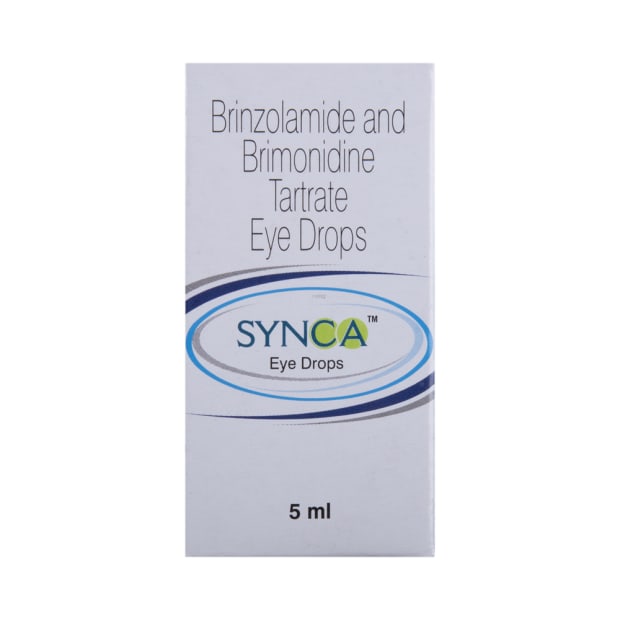 Brinzolamide and
Brimonidine
Tartrate
Eye Drops
SYNCA™
Eye Drops
5 ml